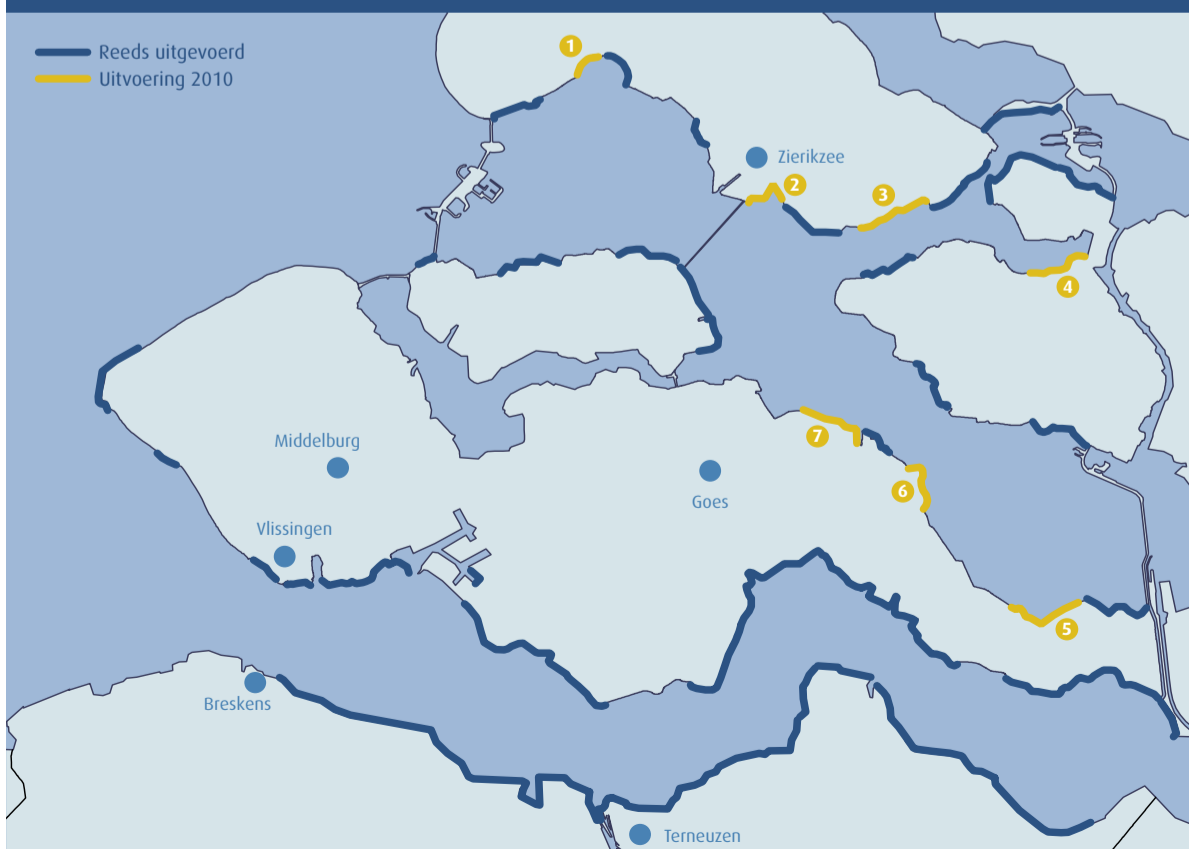 Reeds uitgevoerd
Uitvoering 2010
1
Zierikzee
2
3
4
7
Middelburg
6
Goes
Vlissingen
5
Breskens
Terneuzen